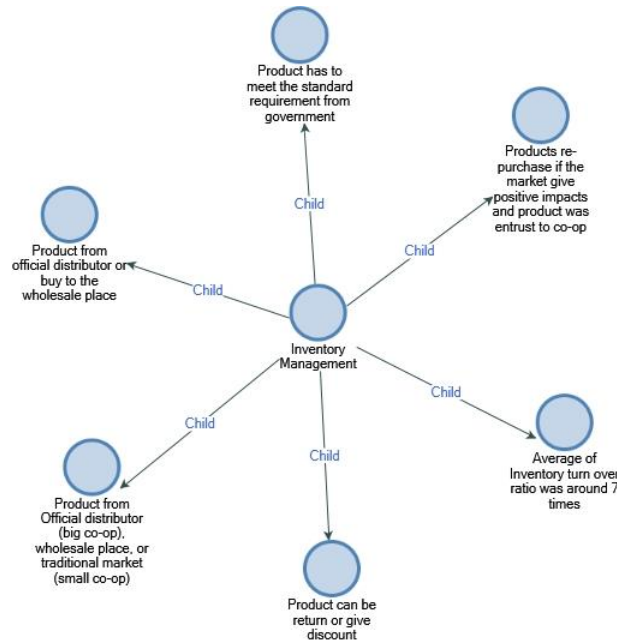 Product has to
meet the standard
requirement from
government
Products re-
purchase if the
market give
positive impacts
and product was
entrust to co-op
Child
Child
Product from
official distributor or
buy to the
wholesale place
Child
Inventory
Management
Child
Child
Child
Average of
Inventory turn over
ratio was around 7
times
Product from
Official distributor
(big co-op),
wholesale place, or
traditional market
(small co-op)
Product can be
return or give
discount